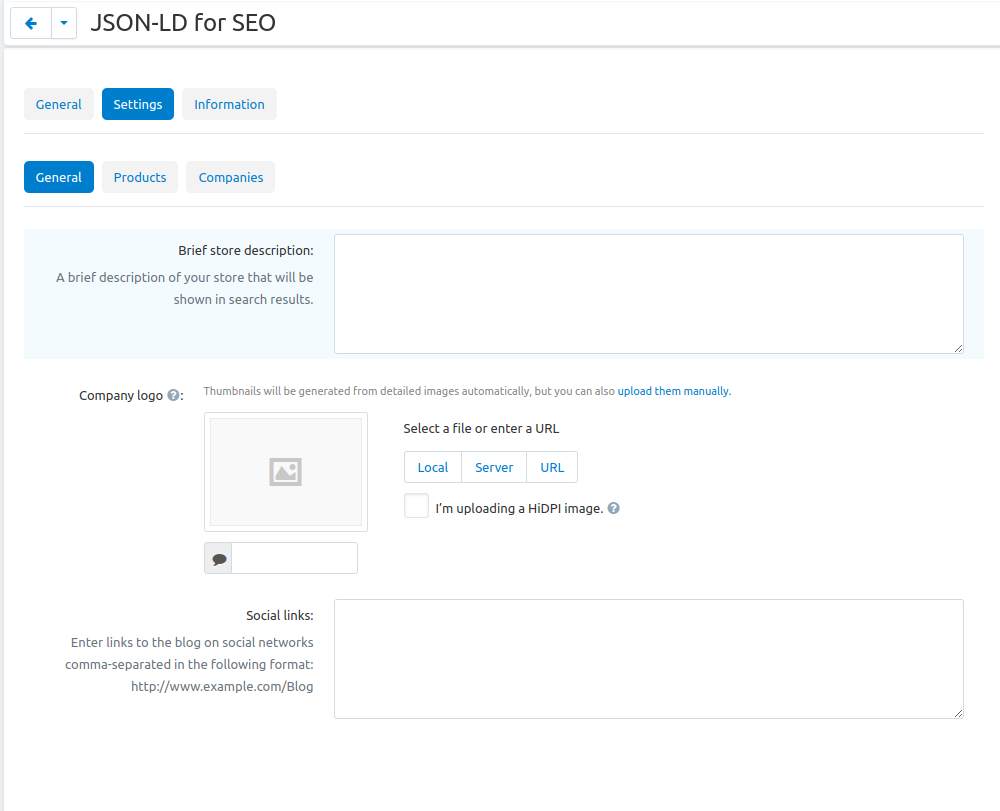 JSON-LD for SEO
General Settings Information
General Products Companies
Brief store description:
A brief description of your store that will be
shown in search results.
Company logo ?:
Thumbnails will be generated from detailed images automatically, but you can also upload them manually.
Select a file or enter a URL
Local Server URL
I'm uploading a HiDPI image. ?
Social links:
Enter links to the blog on social networks
comma-separated in the following format:
http://www.example.com/Blog